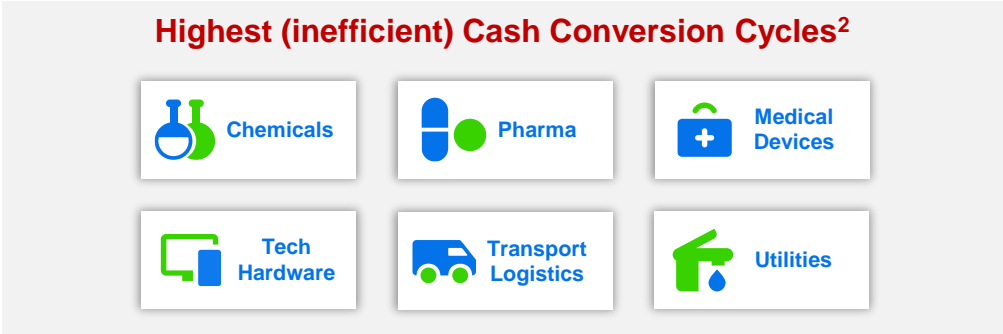 Highest (inefficient) Cash Conversion Cycles²
Chemicals
Pharma
Medical
Devices
Tech
Hardware
Transport
Logistics
Utilities